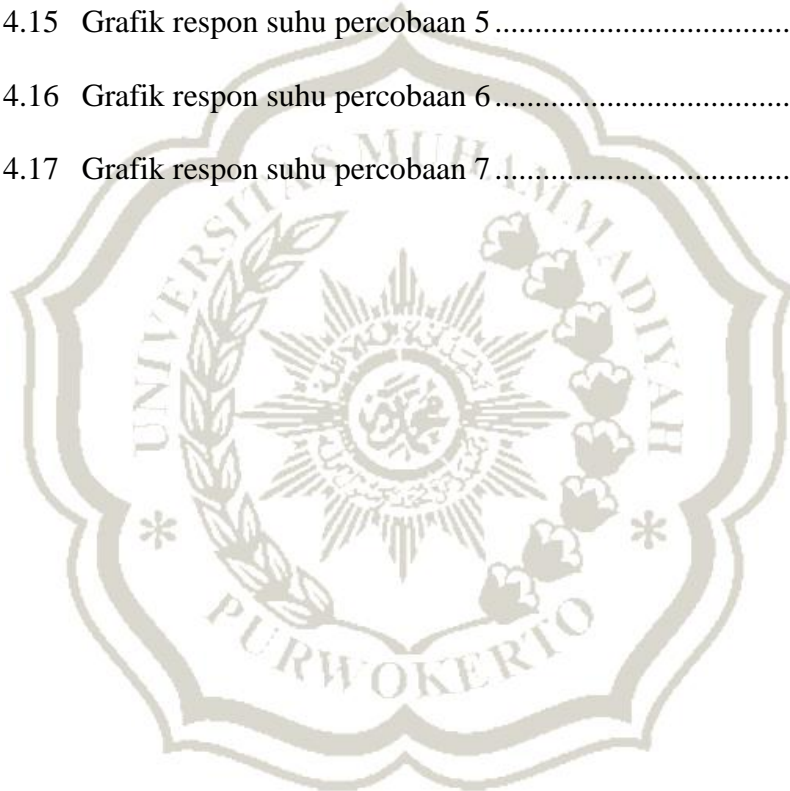 4.15 Grafik respon suhu percobaan 5.....................................
4.16 Grafik respon suhu percobaan 6.....................................
4.17 Grafik respon suhu percobaan 7.....................................
UNIVERSITAS MUHAMMADIYAH
PURWOKERTO